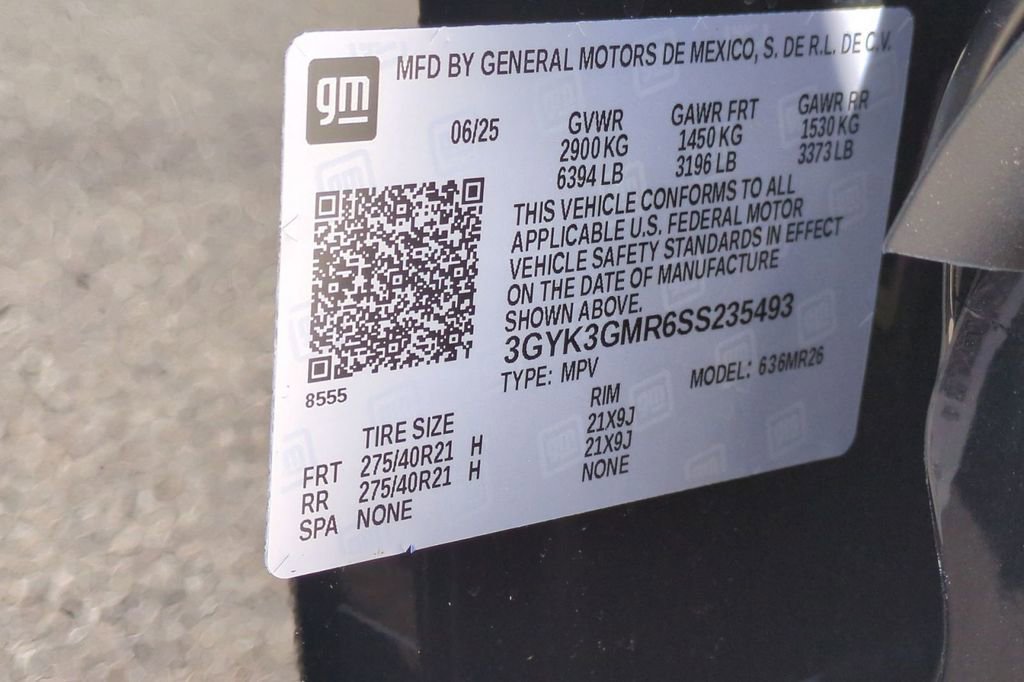 gm
MFD BY GENERAL MOTORS DE MEXICO, S. DE R.L. DE C.V.
06/25 GVWR GAWR FRT GAWR RR
2900 KG 1450 KG 1530 KG
6394 LB 3196 LB 3373 LB
THIS VEHICLE CONFORMS TO ALL
APPLICABLE U.S. FEDERAL MOTOR
VEHICLE SAFETY STANDARDS IN EFFECT
ON THE DATE OF MANUFACTURE
SHOWN ABOVE.
3GYK3GMR6SS235493
TYPE: MPV MODEL: 636MR26
8555
TIRE SIZE RIM
FRT 275/40R21 H 21X9J
RR 275/40R21 H 21X9J
SPA NONE NONE